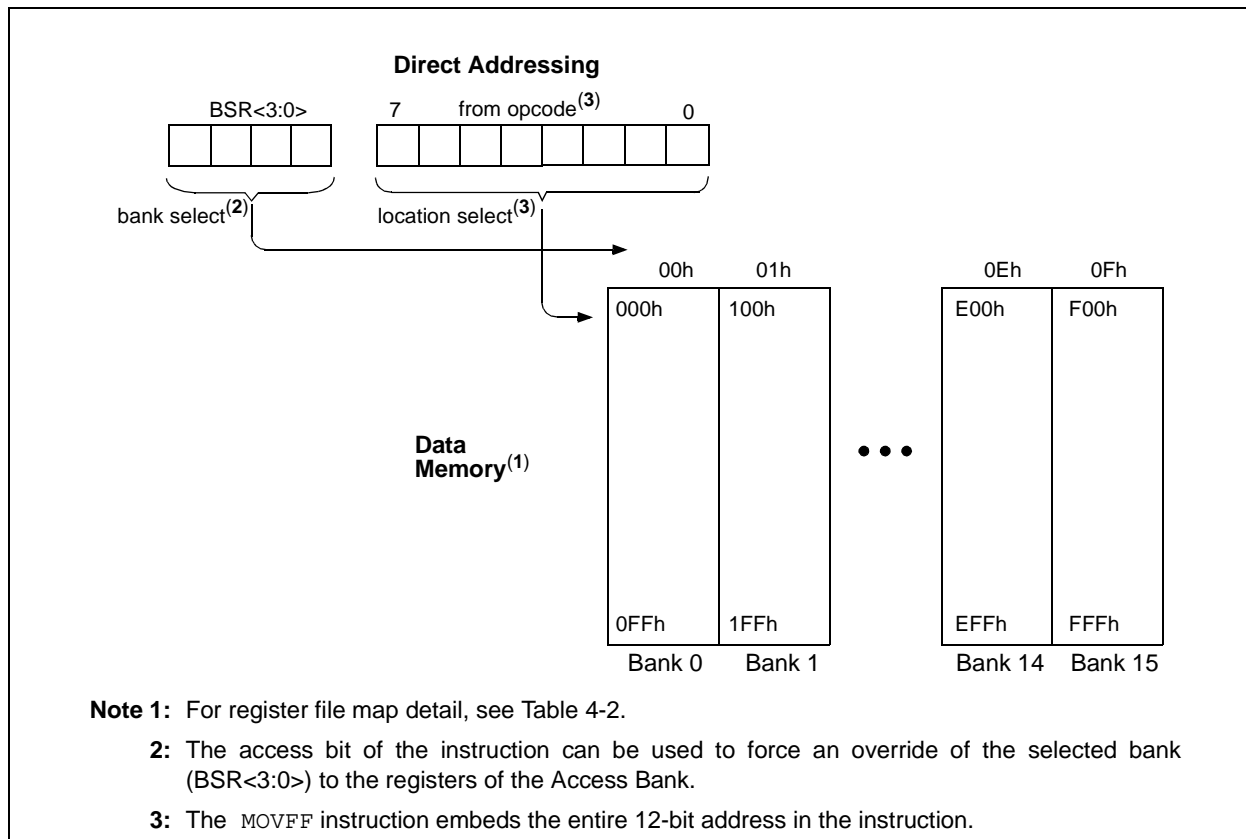 Direct Addressing
BSR<3:0> 7 from opcode(3) 0
bank select(2) location select(3)
00h 01h 0Eh 0Fh
000h 100h E00h F00h
Data
Memory(1)
0FFh 1FFh EFFh FFFh
Bank 0 Bank 1 Bank 14 Bank 15
Note 1: For register file map detail, see Table 4-2.
2: The access bit of the instruction can be used to force an override of the selected bank
(BSR<3:0>) to the registers of the Access Bank.
3: The MOVFF instruction embeds the entire 12-bit address in the instruction.